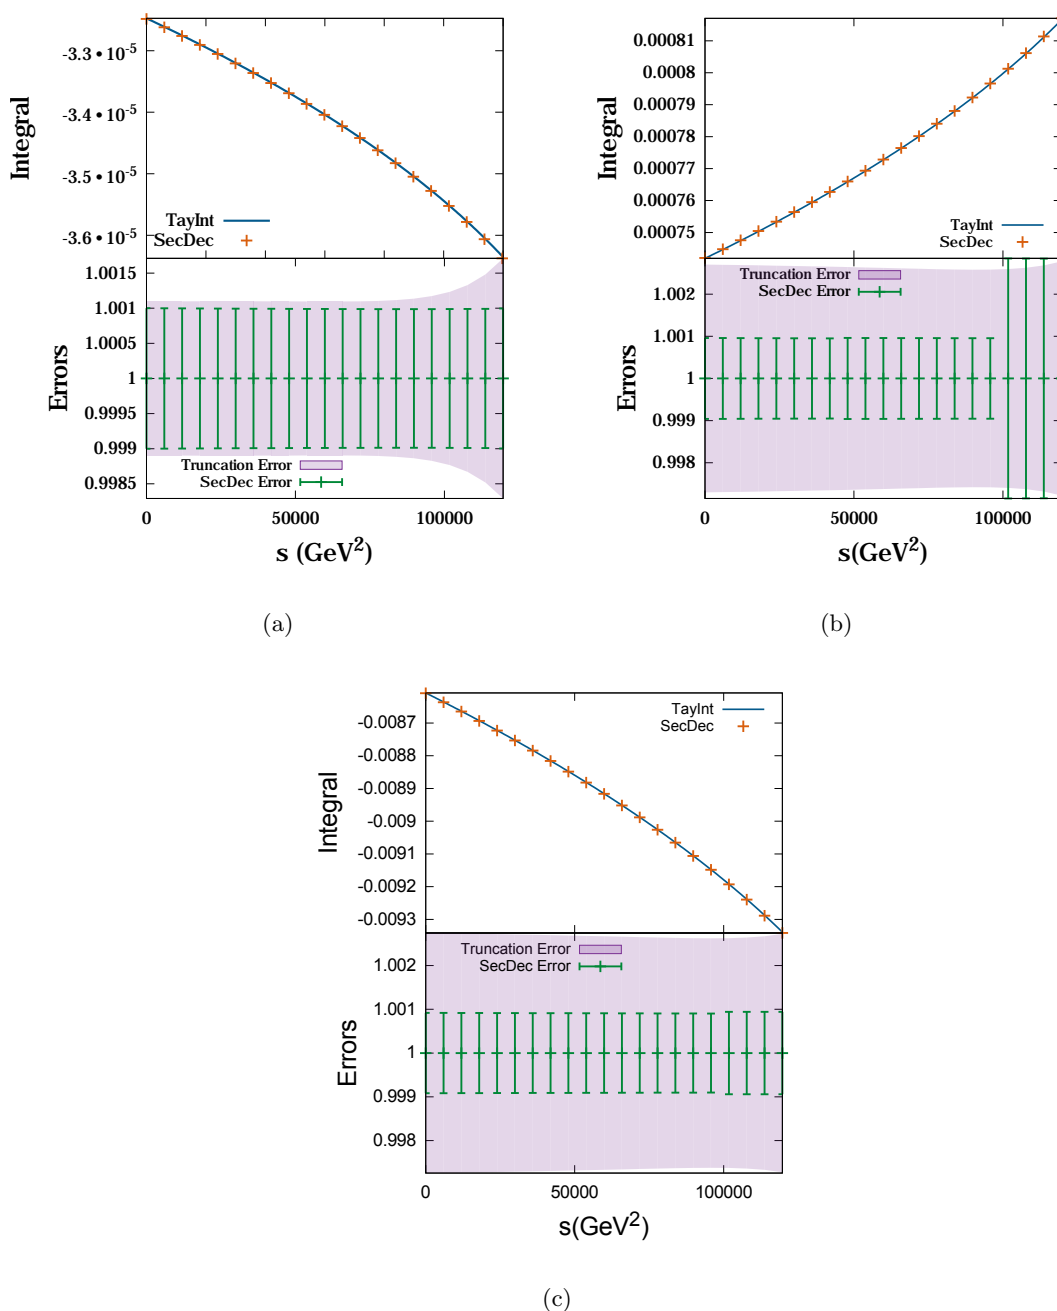 Integral
-3.3 • 10^-5
-3.4 • 10^-5
-3.5 • 10^-5
-3.6 • 10^-5
TayInt
SecDec
Errors
1.0015
1.001
1.0005
1
0.9995
0.999
0.9985
Truncation Error
SecDec Error
0 50000 100000
s (GeV^2)
(a)
Integral
0.00081
0.0008
0.00079
0.00078
0.00077
0.00076
0.00075
TayInt
SecDec
Errors
Truncation Error
SecDec Error
1.002
1.001
1
0.999
0.998
0 50000 100000
s(GeV^2)
(b)
Integral
TayInt
SecDec
-0.0087
-0.0088
-0.0089
-0.009
-0.0091
-0.0092
-0.0093
Errors
Truncation Error
SecDec Error
1.002
1.001
1
0.999
0.998
0 50000 100000
s(GeV^2)
(c)